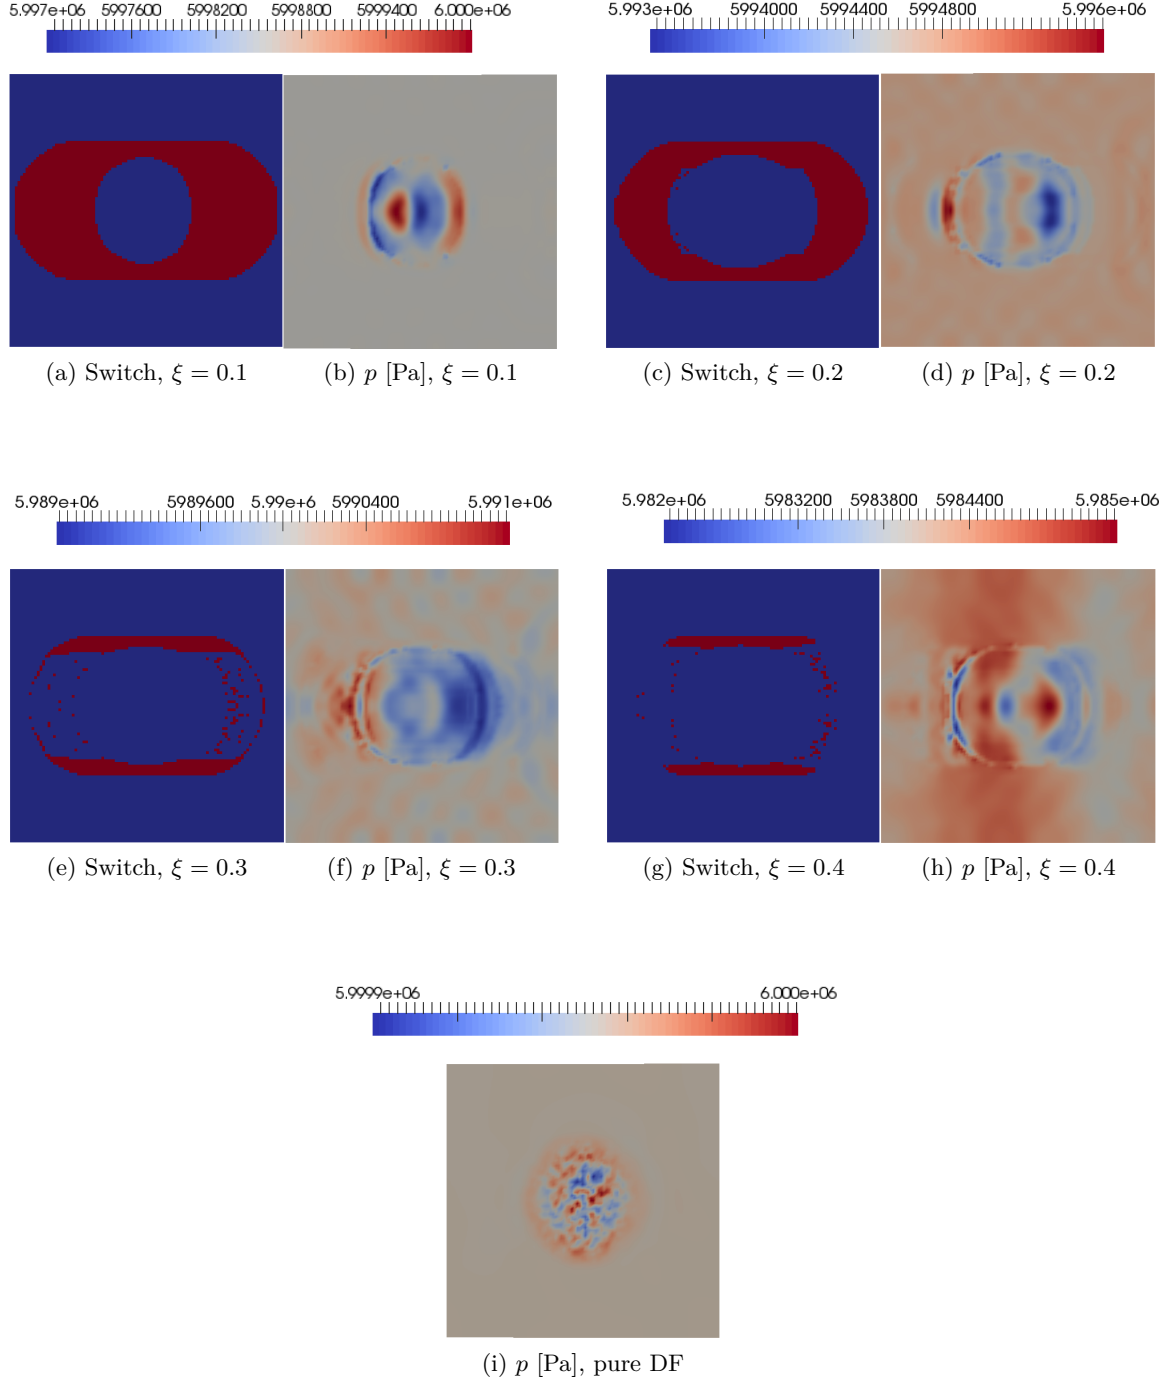 5.997e+06 5997600 5998200 5998800 5999400 6.000e+06
5.993e+06 5994000 5994400 5994800 5.996e+06
(a) Switch, ξ = 0.1
(b) p [Pa], ξ = 0.1
(c) Switch, ξ = 0.2
(d) p [Pa], ξ = 0.2
5.989e+06 5989600 5.99e+6 5990400 5.991e+06
5.982e+06 5983200 5983800 5984400 5.985e+06
(e) Switch, ξ = 0.3
(f) p [Pa], ξ = 0.3
(g) Switch, ξ = 0.4
(h) p [Pa], ξ = 0.4
5.9999e+06 6.000e+06
(i) p [Pa], pure DF